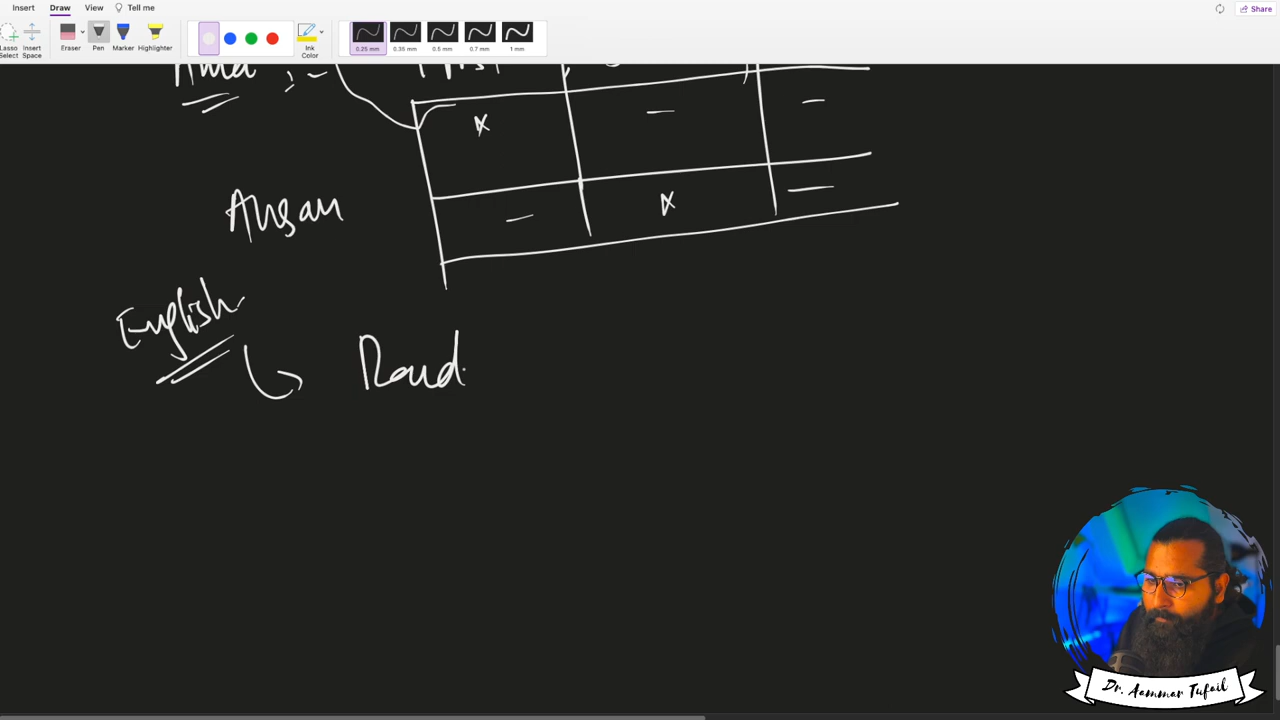 Insert Draw View Tell me
Share
Lasso Select Insert Space Eraser Pen Marker Highlighter Ink Color 0.25 mm 0.35 mm 0.5 mm 0.7 mm 1 mm
x — —
Ahsan — x —
English
Rand
Dr. Aammar Tufail